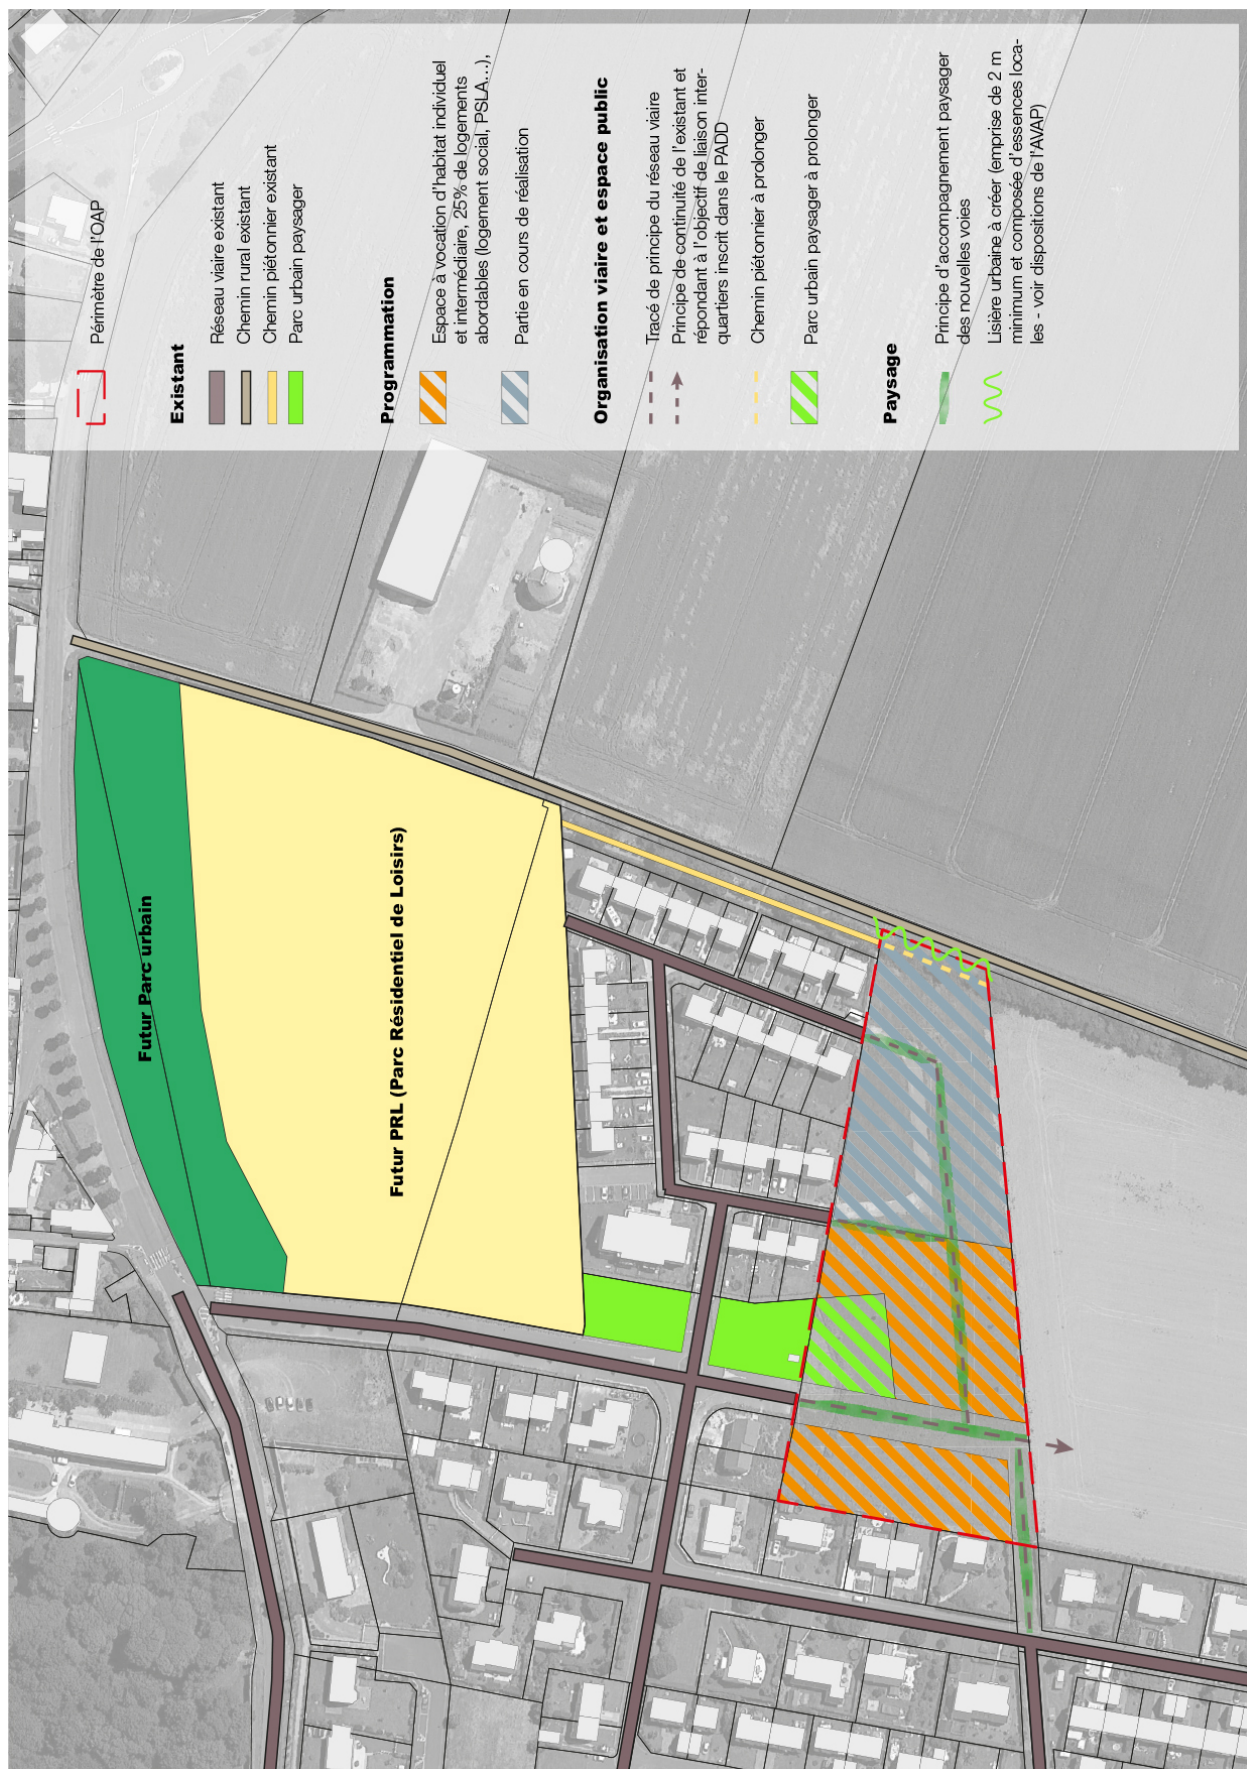 Périmètre de l'OAP
Existant
Réseau viaire existant
Chemin rural existant
Chemin piétonnier existant
Parc urbain paysager
Programmation
Espace à vocation d'habitat individuel
et intermédiaire, 25% de logements
abordables (logement social, PSLA...),
Partie en cours de réalisation
Organisation viaire et espace public
Tracé de principe du réseau viaire
Principe de continuité de l'existant et
répondant à l'objectif de liaison inter-
quartiers inscrit dans le PADD
Chemin piétonnier à prolonger
Parc urbain paysager à prolonger
Paysage
Principe d'accompagnement paysager
des nouvelles voies
Lisière urbaine à créer (emprise de 2 m
minimum et composée d'essences loca-
les - voir dispositions de l'AVAP)
Futur Parc urbain
Futur PRL (Parc Résidentiel de Loisirs)